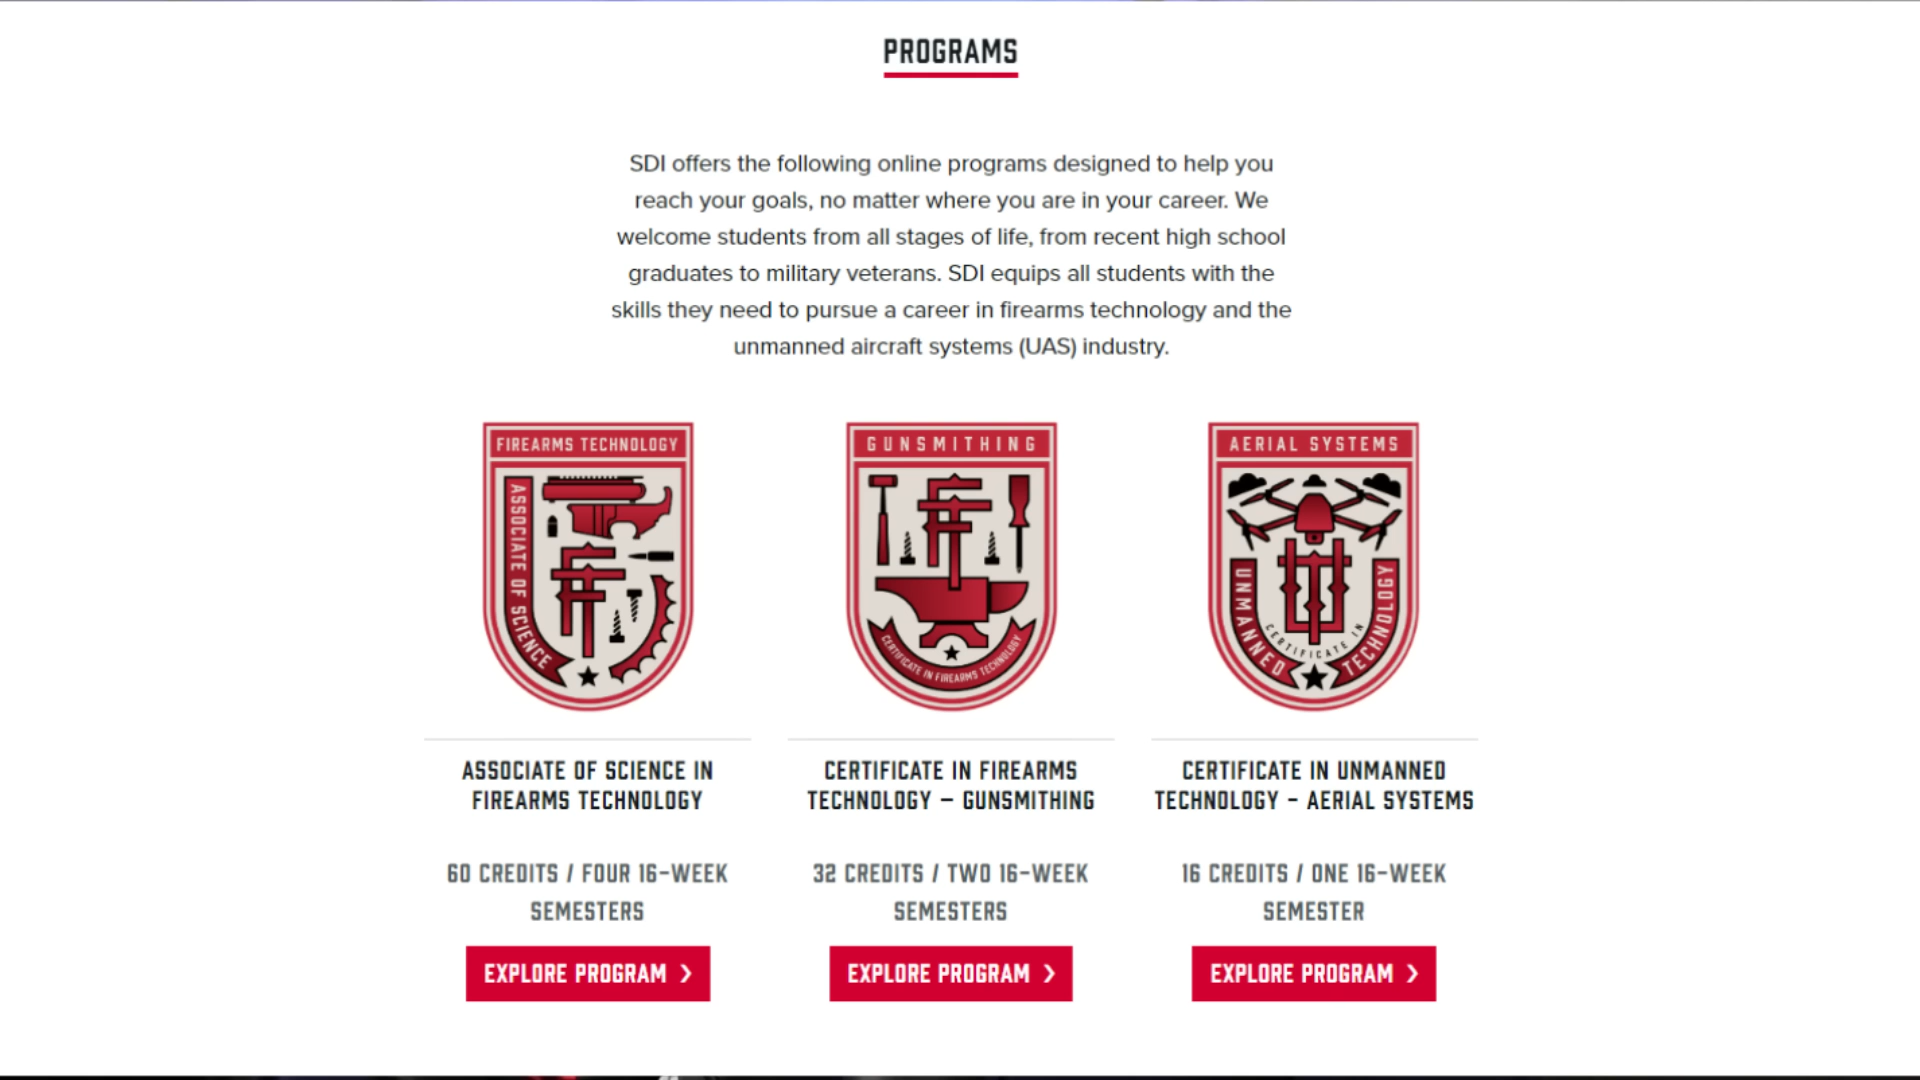 PROGRAMS
SDI offers the following online programs designed to help you
reach your goals, no matter where you are in your career. We
welcome students from all stages of life, from recent high school
graduates to military veterans. SDI equips all students with the
skills they need to pursue a career in firearms technology and the
unmanned aircraft systems (UAS) industry.
FIREARMS TECHNOLOGY
ASSOCIATE OF SCIENCE
GUNSMITHING
CERTIFICATE IN FIREARMS TECHNOLOGY
AERIAL SYSTEMS
UNMANNED
CERTIFICATE IN
TECHNOLOGY
ASSOCIATE OF SCIENCE IN
FIREARMS TECHNOLOGY
60 CREDITS / FOUR 16-WEEK
SEMESTERS
EXPLORE PROGRAM >
CERTIFICATE IN FIREARMS
TECHNOLOGY – GUNSMITHING
32 CREDITS / TWO 16-WEEK
SEMESTERS
EXPLORE PROGRAM >
CERTIFICATE IN UNMANNED
TECHNOLOGY - AERIAL SYSTEMS
16 CREDITS / ONE 16-WEEK
SEMESTER
EXPLORE PROGRAM >